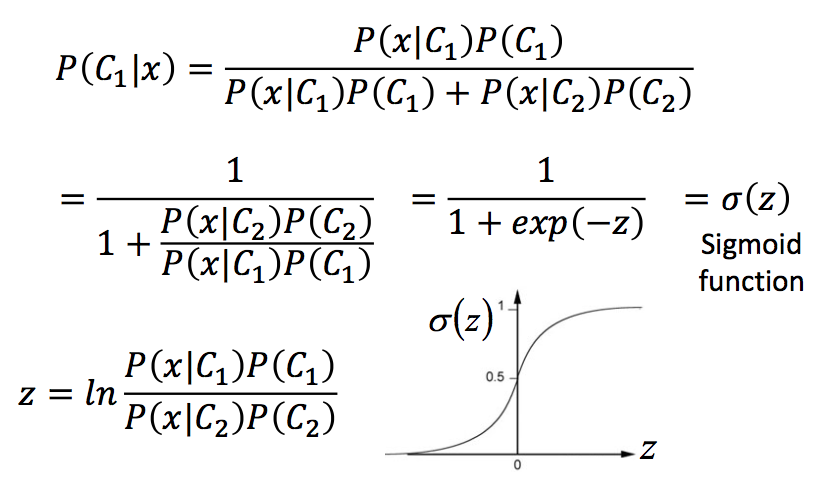 P(C₁|x) = P(x|C₁)P(C₁) / P(x|C₁)P(C₁) + P(x|C₂)P(C₂)
= 1 / 1 + P(x|C₂)P(C₂) / P(x|C₁)P(C₁) = 1 / 1 + exp(−z) = σ(z)
Sigmoid
function
z = ln P(x|C₁)P(C₁) / P(x|C₂)P(C₂)
σ(z)
1
0.5
0
z